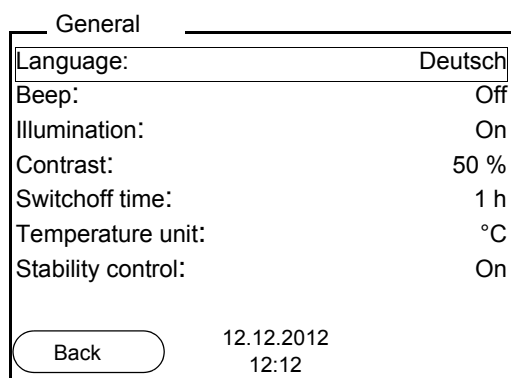 General
Language: Deutsch
Beep: Off
Illumination: On
Contrast: 50 %
Switchoff time: 1 h
Temperature unit: °C
Stability control: On
Back
12.12.2012
12:12